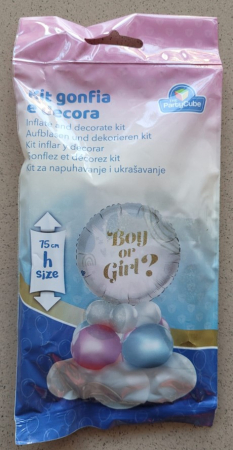 PartyCube
Kit gonfia
e decora
Inflate and decorate kit
Aufblasen und dekorieren kit
Kit inflar y decorar
Gonflez et décorez kit
Kit za napuhavanje i ukrašavanje
75 cm
h
size
Boy
or
Girl?